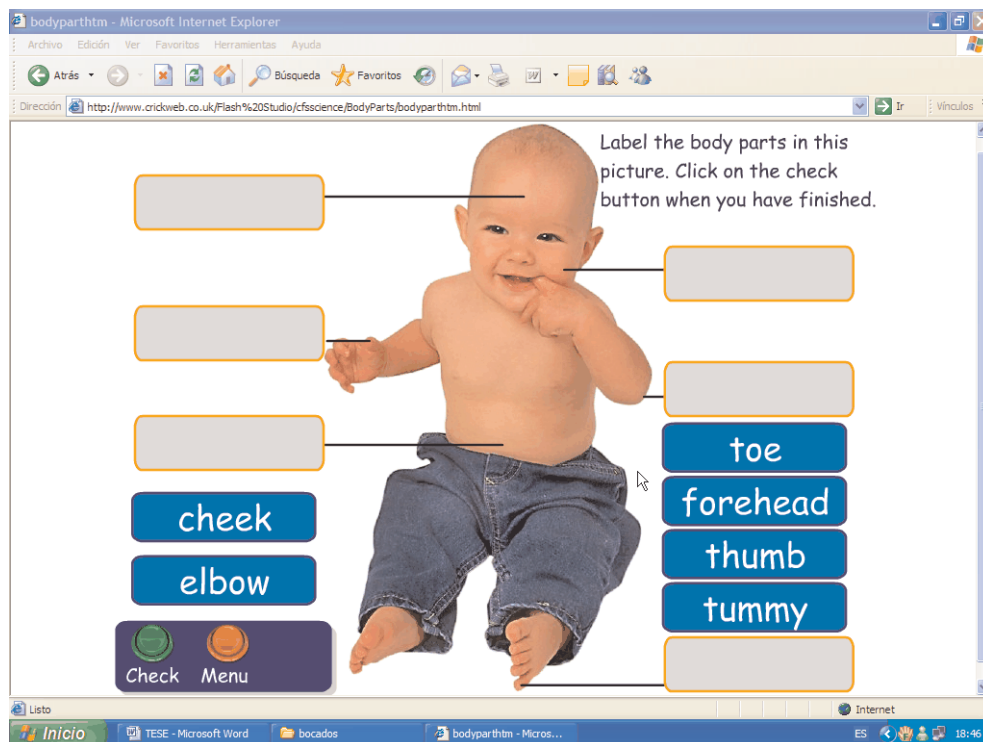 bodyparthtm - Microsoft Internet Explorer
Archivo Edición Ver Favoritos Herramientas Ayuda
Atrás Búsqueda Favoritos
Dirección http://www.crickweb.co.uk/Flash%20Studio/cfsscience/BodyParts/bodyparthtm.html Ir Vínculos
Label the body parts in this
picture. Click on the check
button when you have finished.
toe
forehead
thumb
tummy
cheek
elbow
Check Menu
Listo Internet
Inicio TESE - Microsoft Word bocados bodyparthtm - Micros... ES 18:46